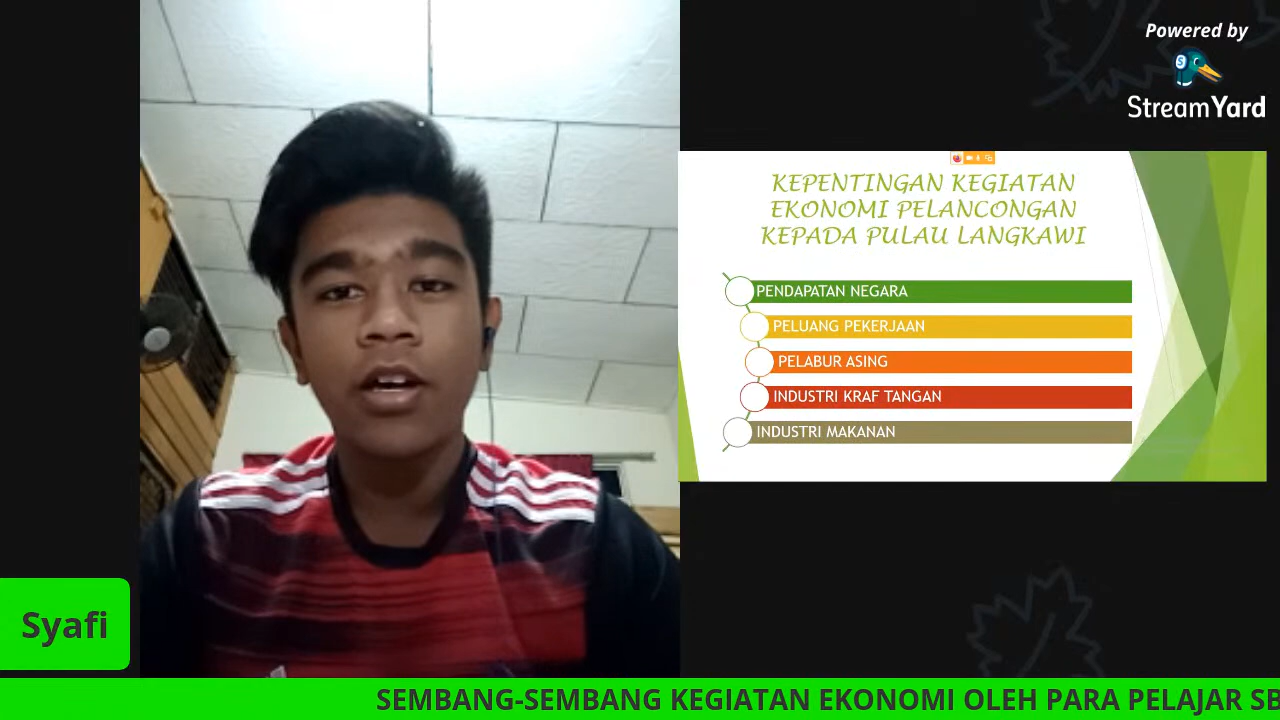 Powered by
StreamYard
KEPENTINGAN KEGIATAN
EKONOMI PELANCONGAN
KEPADA PULAU LANGKAWI
PENDAPATAN NEGARA
PELUANG PEKERJAAN
PELABUR ASING
INDUSTRI KRAF TANGAN
INDUSTRI MAKANAN
Syafi
SEMBANG-SEMBANG KEGIATAN EKONOMI OLEH PARA PELAJAR SB